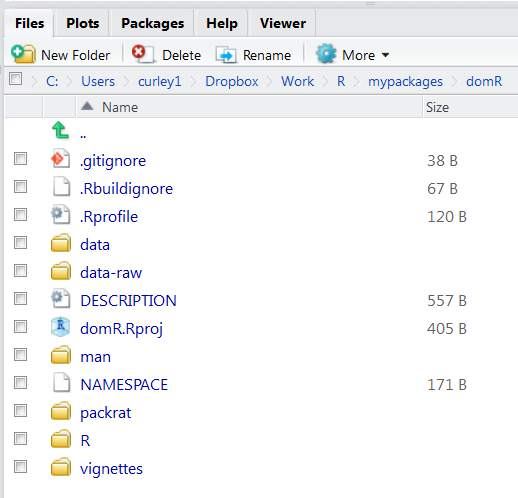 Files Plots Packages Help Viewer
New Folder Delete Rename More
C: Users curley1 Dropbox Work R mypackages domR
Name Size
..
.gitignore 38 B
.Rbuildignore 67 B
.Rprofile 120 B
data
data-raw
DESCRIPTION 557 B
domR.Rproj 405 B
man
NAMESPACE 171 B
packrat
R
vignettes